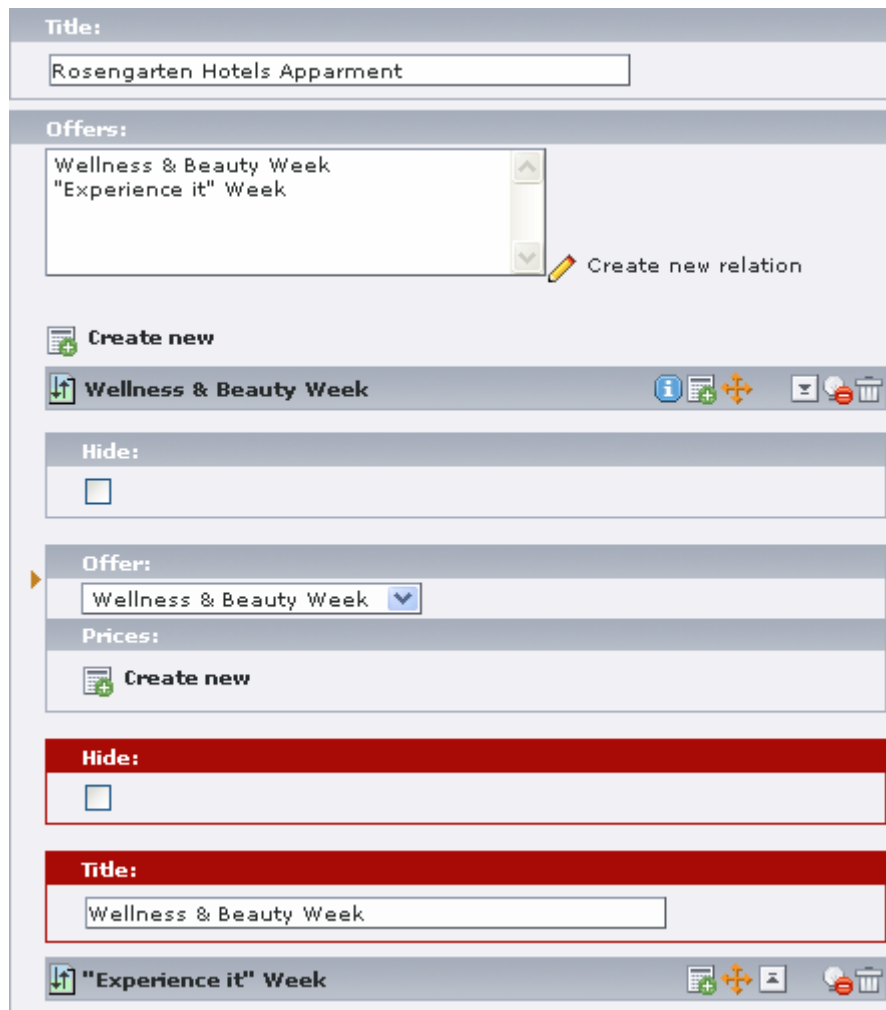 Title:
Rosengarten Hotels Apparment
Offers:
Wellness & Beauty Week
"Experience it" Week
Create new relation
Create new
Wellness & Beauty Week
Hide:
Offer:
Wellness & Beauty Week
Prices:
Create new
Hide:
Title:
Wellness & Beauty Week
"Experience it" Week